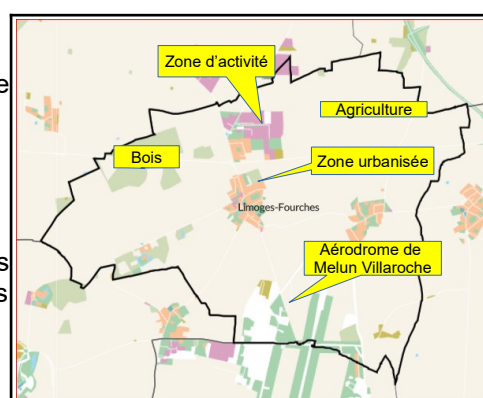 Zone d'activité
e
Agriculture
Bois
Zone urbanisée
Limoges-Fourches
Aérodrome de
Melun Villaroche
s
s